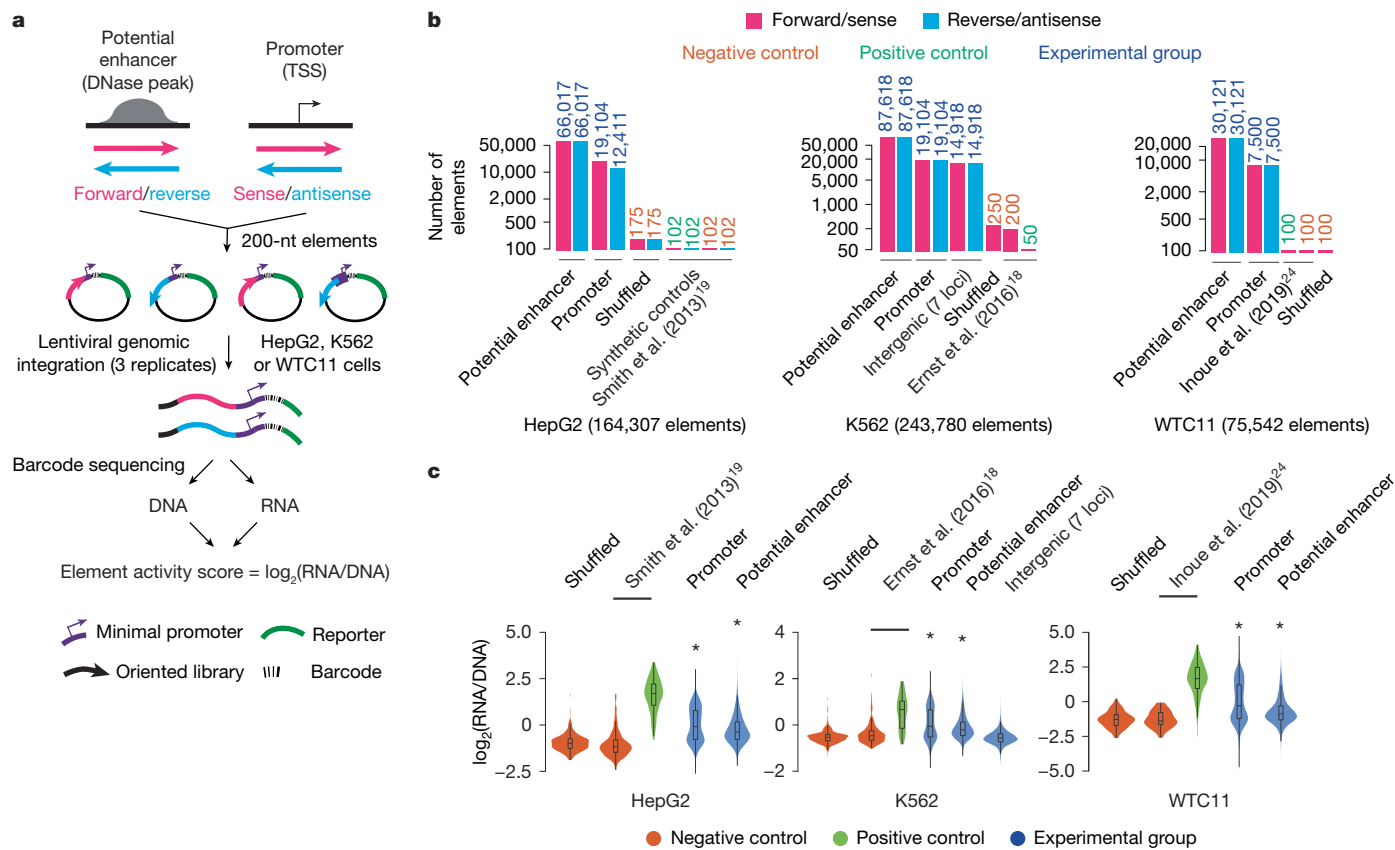 a
Potential
enhancer
(DNase peak)
Promoter
(TSS)
Forward/reverse
Sense/antisense
200-nt elements
Lentiviral genomic
integration (3 replicates)
HepG2, K562
or WTC11 cells
Barcode sequencing
DNA
RNA
Element activity score = log2(RNA/DNA)
Minimal promoter
Reporter
Oriented library
Barcode
b
Forward/sense
Reverse/antisense
Negative control
Positive control
Experimental group
Number of
elements
50,000
10,000
2,000
500
100
66,017
66,017
19,104
12,411
175
175
102
102
102
102
Potential enhancer
Promoter
Shuffled
Synthetic controls
Smith et al. (2013)19
HepG2 (164,307 elements)
50,000
20,000
5,000
1,000
200
50
87,618
87,618
19,104
19,104
14,918
14,918
250
200
50
Potential enhancer
Promoter
Intergenic (7 loci)
Shuffled
Ernst et al. (2016)18
K562 (243,780 elements)
20,000
10,000
2,000
500
100
30,121
30,121
7,500
7,500
100
100
100
Potential enhancer
Promoter
Inoue et al. (2019)24
Shuffled
WTC11 (75,542 elements)
c
log2(RNA/DNA)
Shuffled
Smith et al. (2013)19
Promoter
Potential enhancer
5.0
2.5
0
−2.5
*
*
HepG2
Shuffled
Ernst et al. (2016)18
Promoter
Potential enhancer
Intergenic (7 loci)
4
2
0
−2
*
*
K562
Shuffled
Inoue et al. (2019)24
Promoter
Potential enhancer
5.0
2.5
0
−2.5
−5.0
*
*
WTC11
Negative control
Positive control
Experimental group